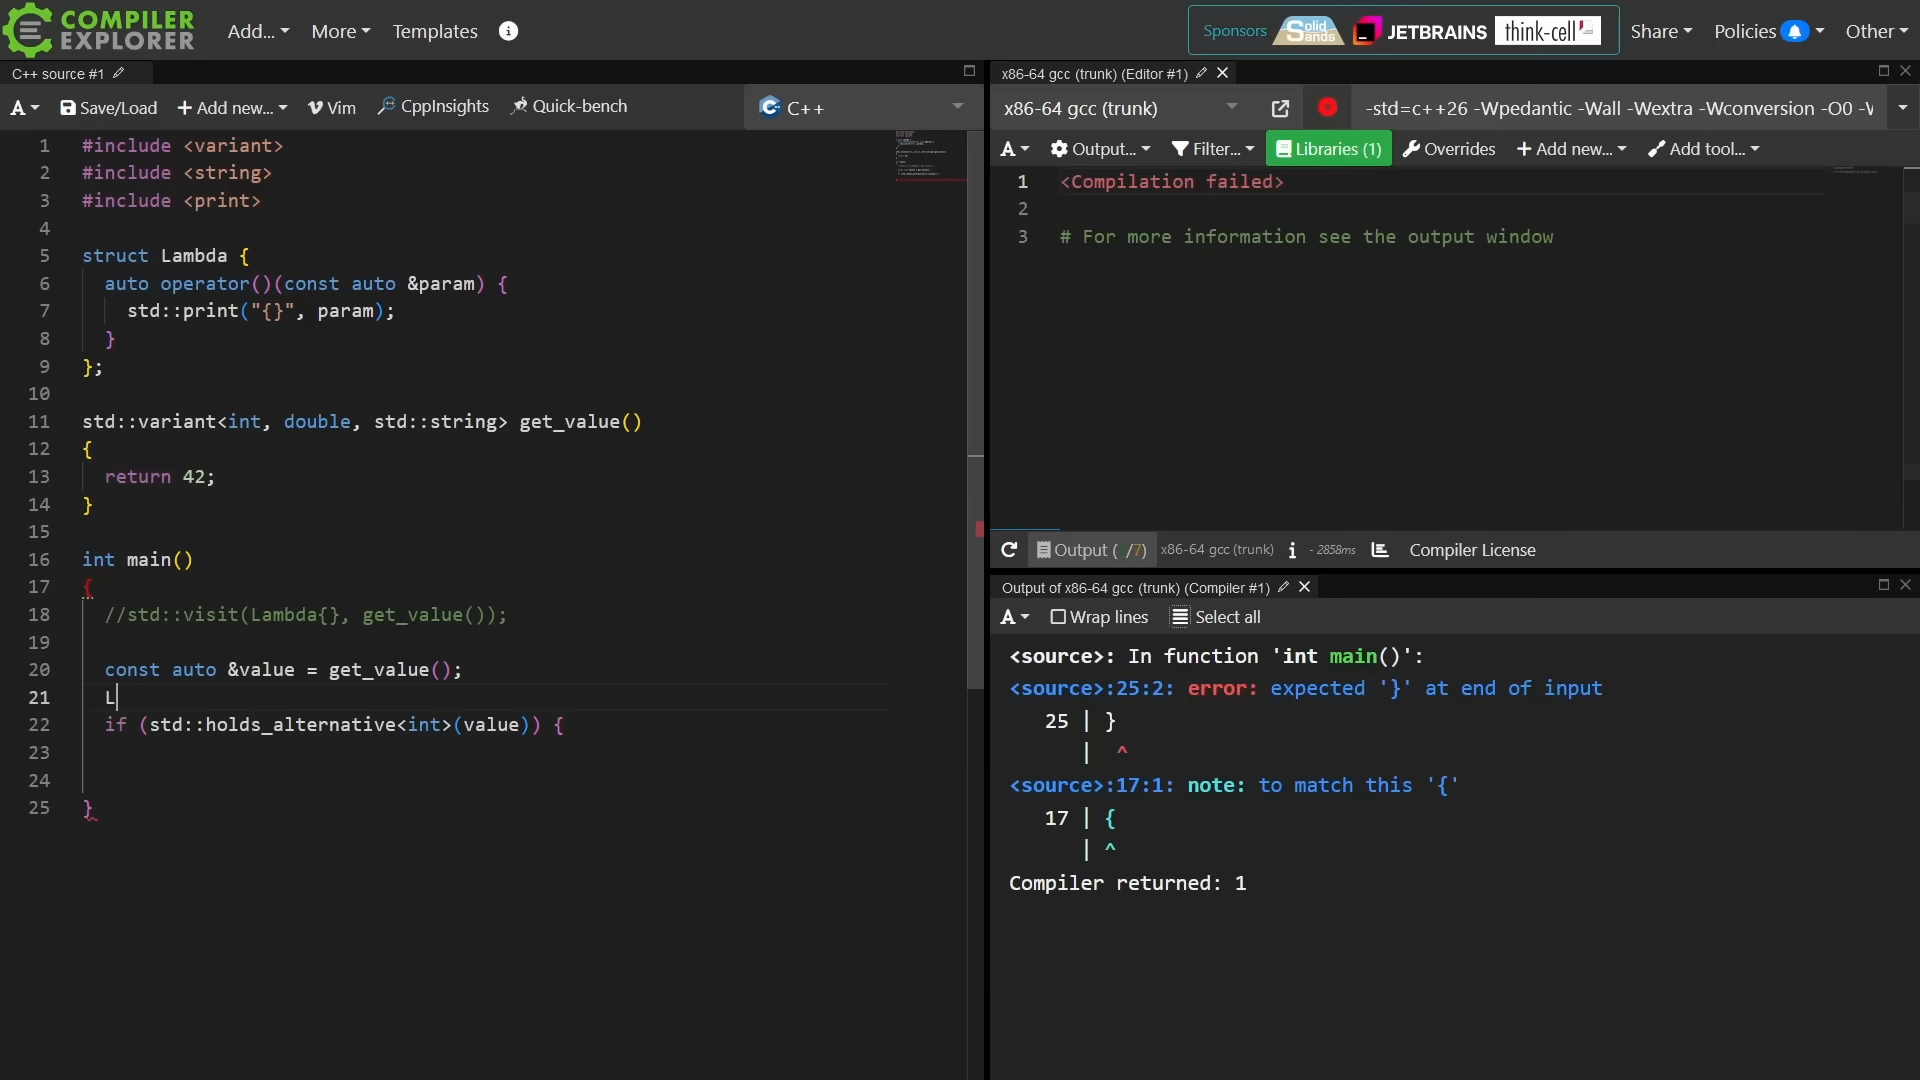 COMPILER
EXPLORER
Add...
More
Templates
Sponsors
Solid Sands
JETBRAINS
think-cell
Share
Policies
Other
C++ source #1
A
Save/Load
Add new...
Vim
CppInsights
Quick-bench
C++
1 #include <variant>
2 #include <string>
3 #include <print>
4
5 struct Lambda {
6 auto operator()(const auto &param) {
7 std::print("{}", param);
8 }
9 };
10
11 std::variant<int, double, std::string> get_value()
12 {
13 return 42;
14 }
15
16 int main()
17 {
18 //std::visit(Lambda{}, get_value());
19
20 const auto &value = get_value();
21 L
22 if (std::holds_alternative<int>(value)) {
23
24
25 }
x86-64 gcc (trunk) (Editor #1)
x86-64 gcc (trunk)
-std=c++26 -Wpedantic -Wall -Wextra -Wconversion -O0 -W
A
Output...
Filter...
Libraries (1)
Overrides
Add new...
Add tool...
1 <Compilation failed>
2
3 # For more information see the output window
Output ( /7)
x86-64 gcc (trunk)
- 2858ms
Compiler License
Output of x86-64 gcc (trunk) (Compiler #1)
A
Wrap lines
Select all
<source>: In function 'int main()':
<source>:25:2: error: expected '}' at end of input
25 | }
| ^
<source>:17:1: note: to match this '{'
17 | {
| ^
Compiler returned: 1